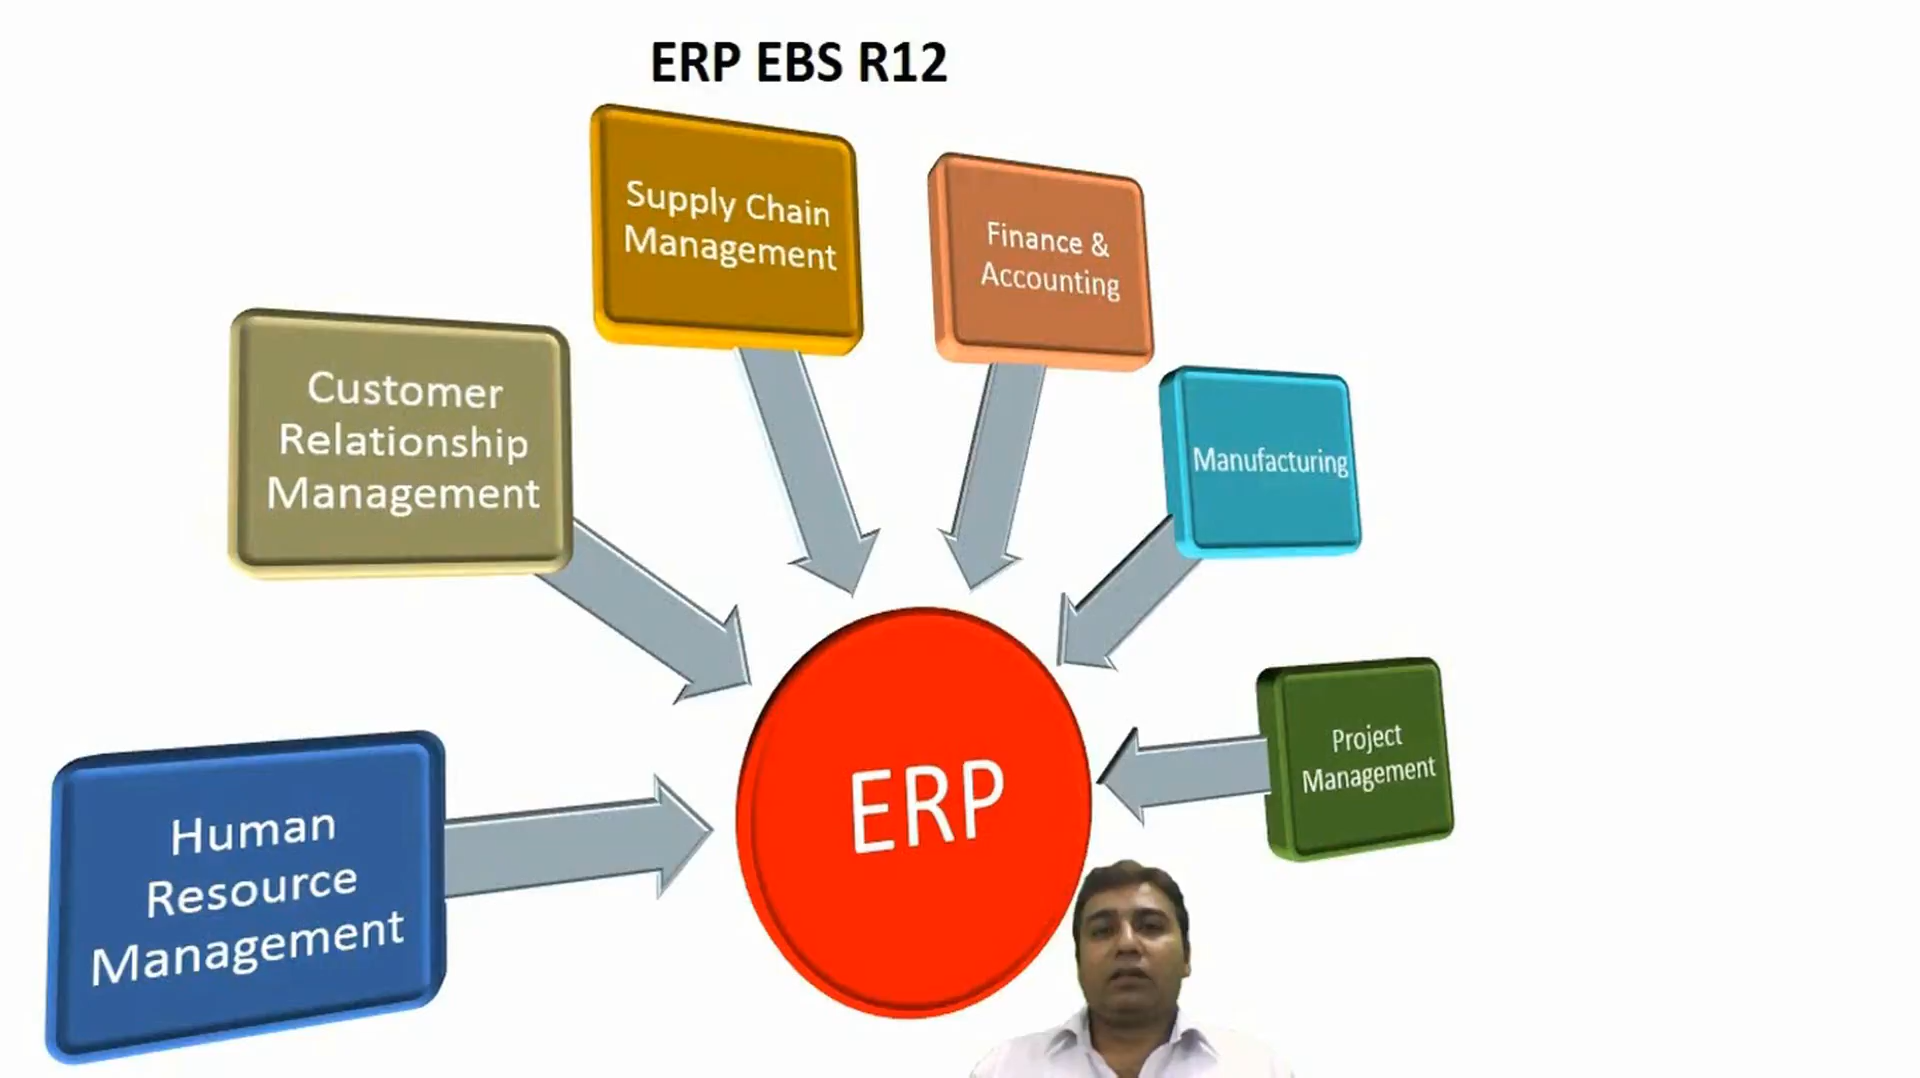 ERP EBS R12
Supply Chain
Management
Finance &
Accounting
Customer
Relationship
Management
Manufacturing
Project
Management
Human
Resource
Management
ERP